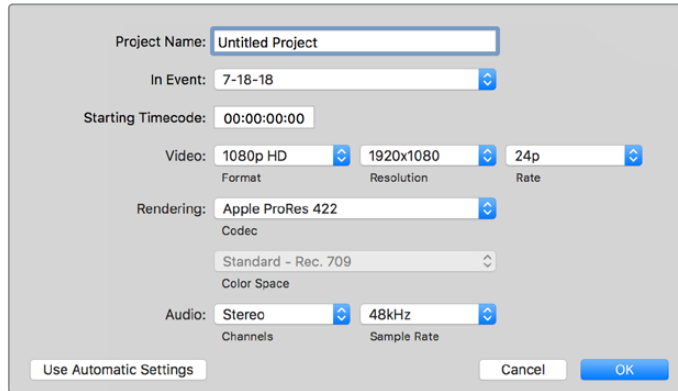 Project Name: Untitled Project
In Event: 7-18-18
Starting Timecode: 00:00:00:00
Video: 1080p HD 1920x1080 24p
Format Resolution Rate
Rendering: Apple ProRes 422
Codec
Standard - Rec. 709
Color Space
Audio: Stereo 48kHz
Channels Sample Rate
Use Automatic Settings Cancel OK